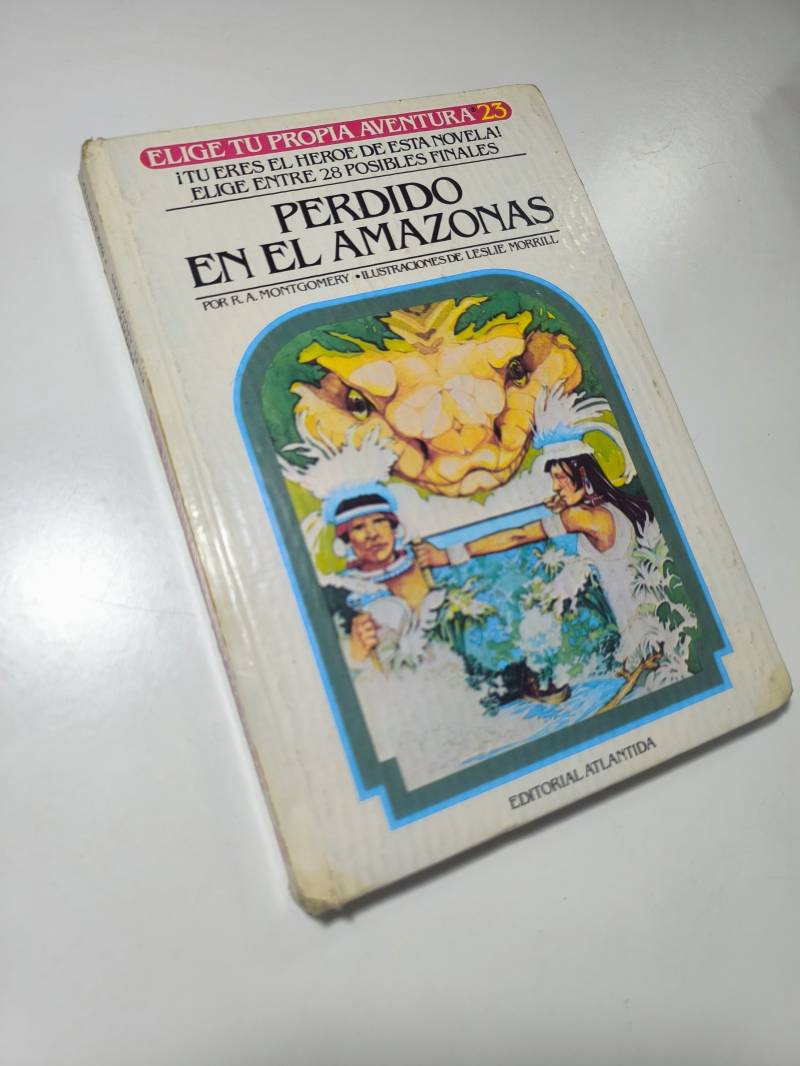 ELIGE TU PROPIA AVENTURA® 23
¡TU ERES EL HEROE DE ESTA NOVELA!
ELIGE ENTRE 28 POSIBLES FINALES
PERDIDO
EN EL AMAZONAS
POR R. A. MONTGOMERY • ILUSTRACIONES DE LESLIE MORRILL
EDITORIAL ATLANTIDA